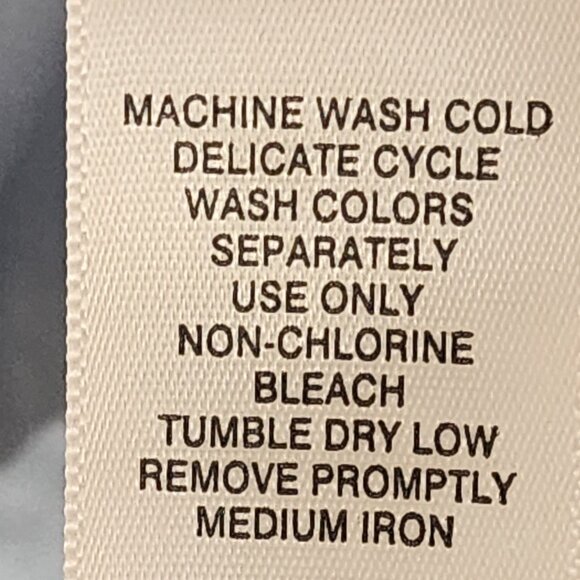 MACHINE WASH COLD
DELICATE CYCLE
WASH COLORS
SEPARATELY
USE ONLY
NON-CHLORINE
BLEACH
TUMBLE DRY LOW
REMOVE PROMPTLY
MEDIUM IRON